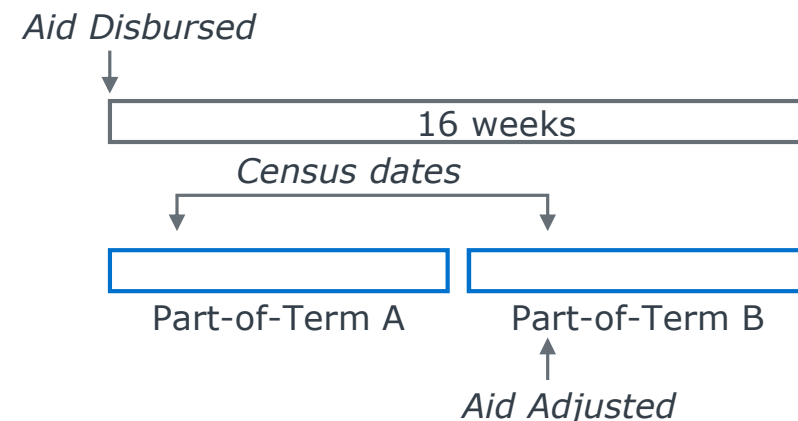 Aid Disbursed
16 weeks
Census dates
Part-of-Term A
Part-of-Term B
Aid Adjusted